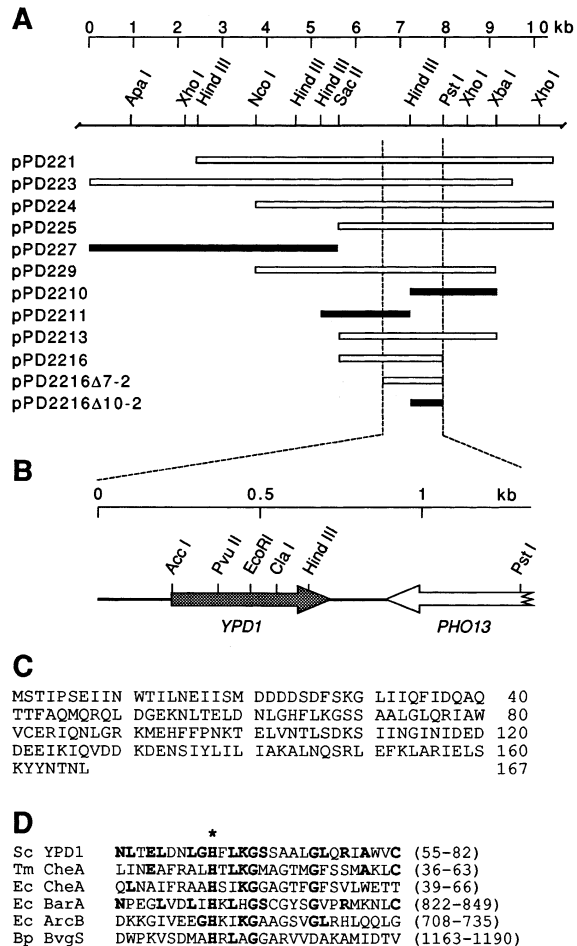 A
0 1 2 3 4 5 6 7 8 9 10 kb
Apa I Xho I Hind III Nco I Hind III Hind III Sac II Hind III Pst I Xho I Xba I Xho I
pPD221
pPD223
pPD224
pPD225
pPD227
pPD229
pPD2210
pPD2211
pPD2213
pPD2216
pPD2216Δ7-2
pPD2216Δ10-2
B
0 0.5 1 kb
Acc I Pvu II EcoRI Cla I Hind III Pst I
YPD1 PHO13
C
MSTIPSEIIN WTILNEIISM DDDDSDFSKG LIIQFIDQAQ 40
TTFAQMQRQL DGEKNLTELD NLGHFLKGSS AALGLQRIAW 80
VCERIQNLGR KMEHFFPNKT ELVNTLSDKS IINGINIDED 120
DEEIKIQVDD KDENSIYLIL IAKALNQSRL EFKLARIELS 160
KYYNTNL 167
D
*
Sc YPD1 NLTELDNLGHFLKGSSAALGLQRIAWVC (55-82)
Tm CheA LINEAFRALHTLKGMAGTMGFSSMAKLC (36-63)
Ec CheA QLNAIFRAAHSIKGGAGTFGFSVLWETT (39-66)
Ec BarA NPEGLVDLIHKLHGSCGYSGVPRMKNLC (822-849)
Ec ArcB DKKGIVEEGHKIKGAAGSVGLRHLQQLG (708-735)
Bp BvgS DWPKVSDMAHRLAGGARVVDAKAMIDTV (1163-1190)